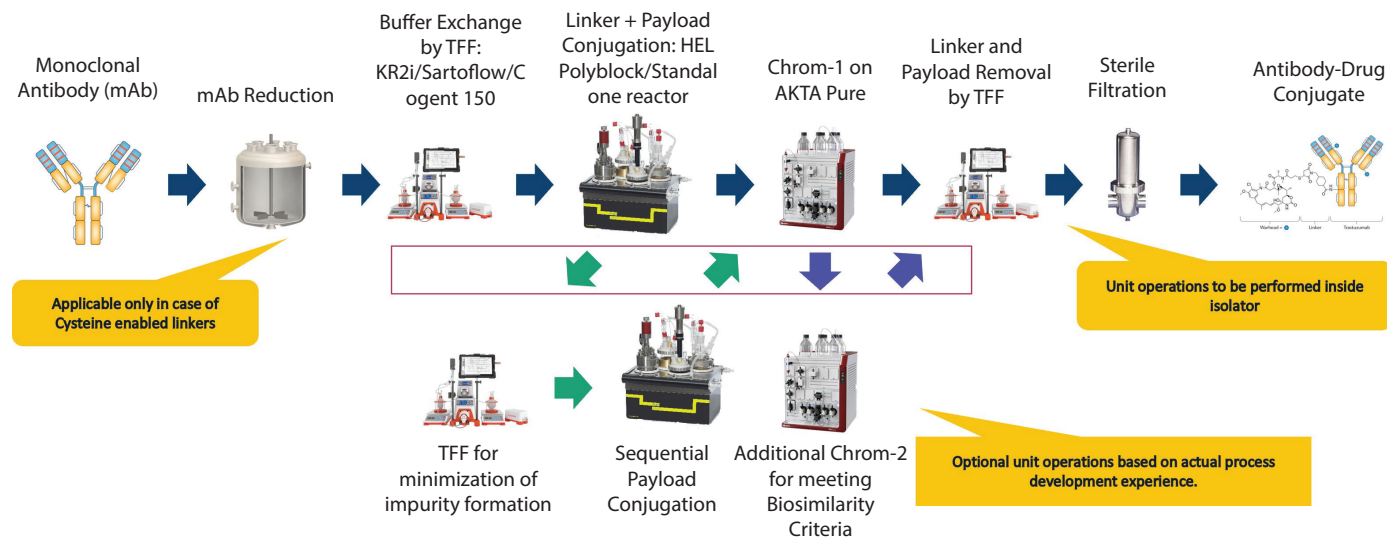 Monoclonal
Antibody (mAb)
mAb Reduction
Buffer Exchange
by TFF:
KR2i/Sartoflow/C
ogent 150
Linker + Payload
Conjugation: HEL
Polyblock/Standal
one reactor
Chrom-1 on
AKTA Pure
Linker and
Payload Removal
by TFF
Sterile
Filtration
Antibody-Drug
Conjugate
Linker
Trastuzumab
Applicable only in case of
Cysteine enabled linkers
Unit operations to be performed inside
isolator
TFF for
minimization of
impurity formation
Sequential
Payload
Conjugation
Additional Chrom-2
for meeting
Biosimilarity
Criteria
Optional unit operations based on actual process
development experience.